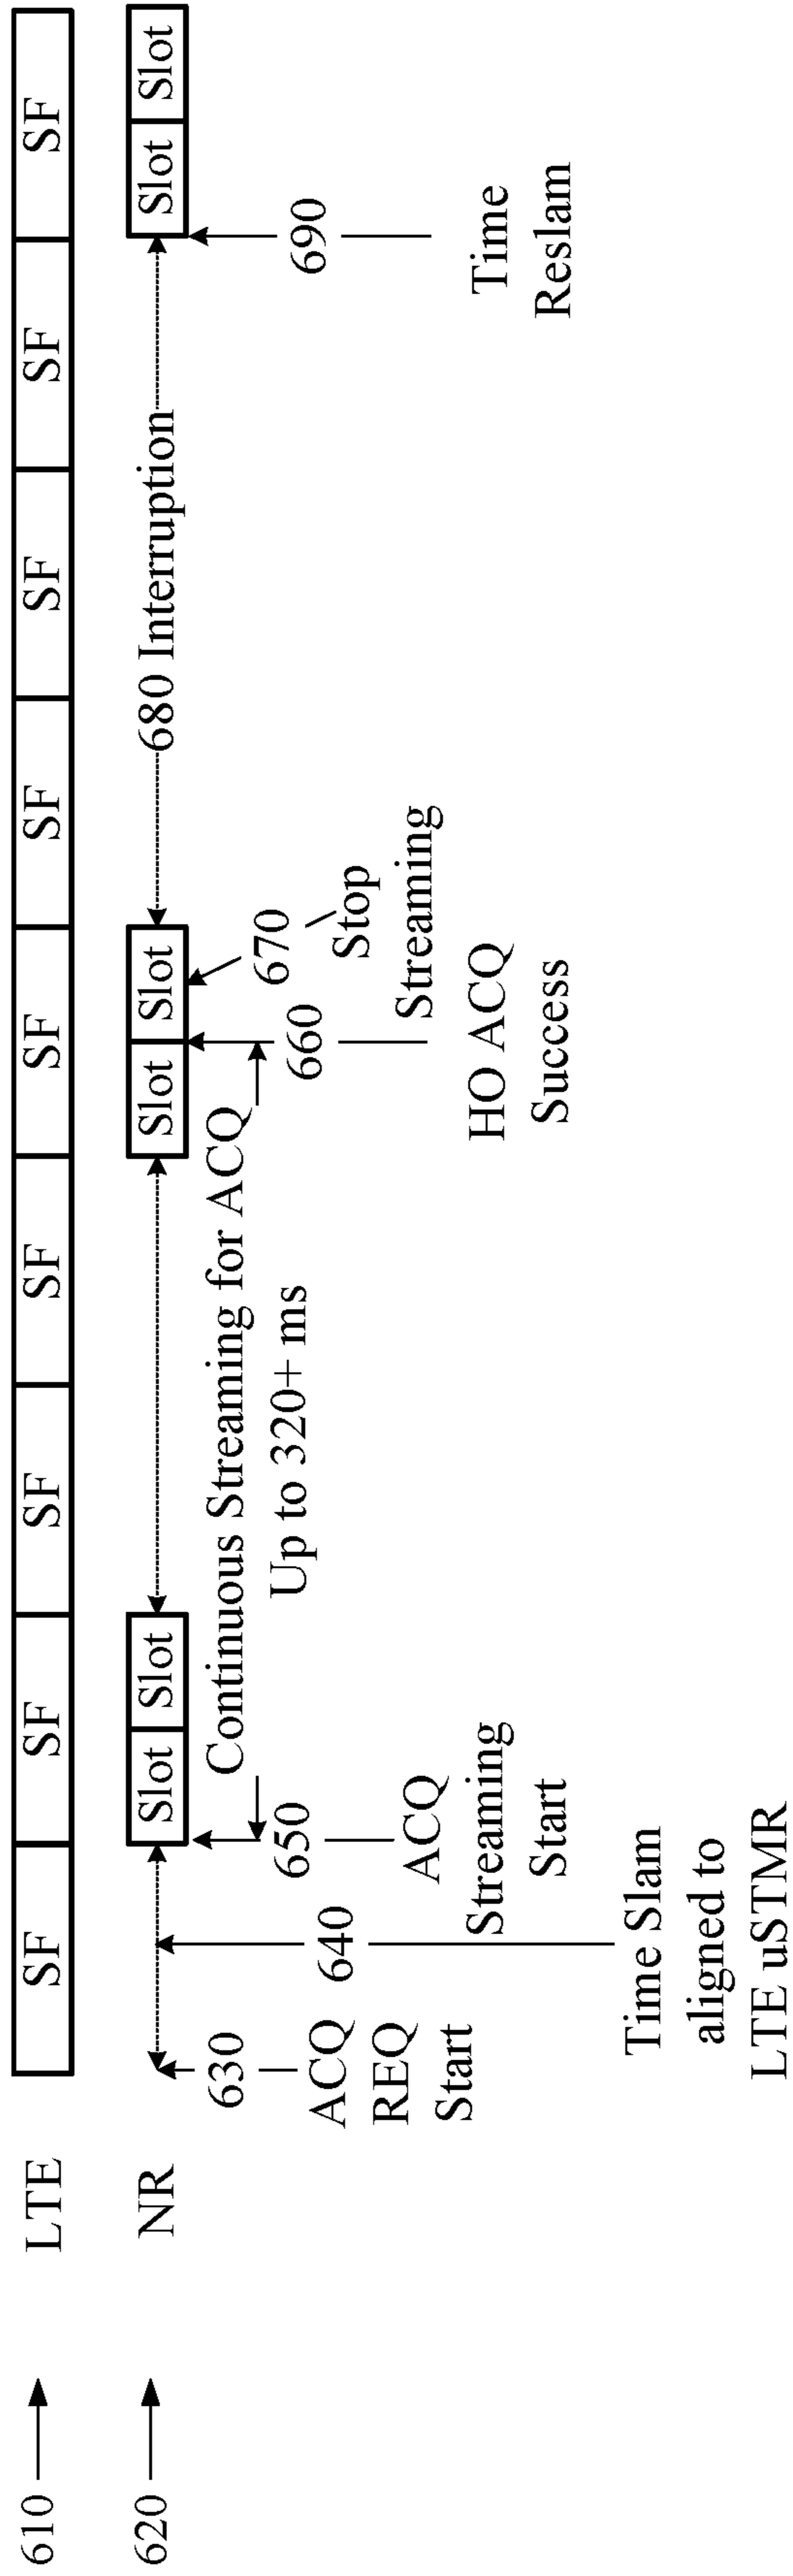 610
LTE
SF
SF
SF
SF
SF
SF
SF
SF
SF
620
NR
Slot
Slot
Slot
Slot
680 Interruption
Slot
Slot
Continuous Streaming for ACQ
Up to 320+ ms
630
ACQ
REQ
Start
640
Time Slam
aligned to
LTE uSTMR
650
ACQ
Streaming
Start
660
HO ACQ
Success
670
Stop
Streaming
690
Time
Reslam